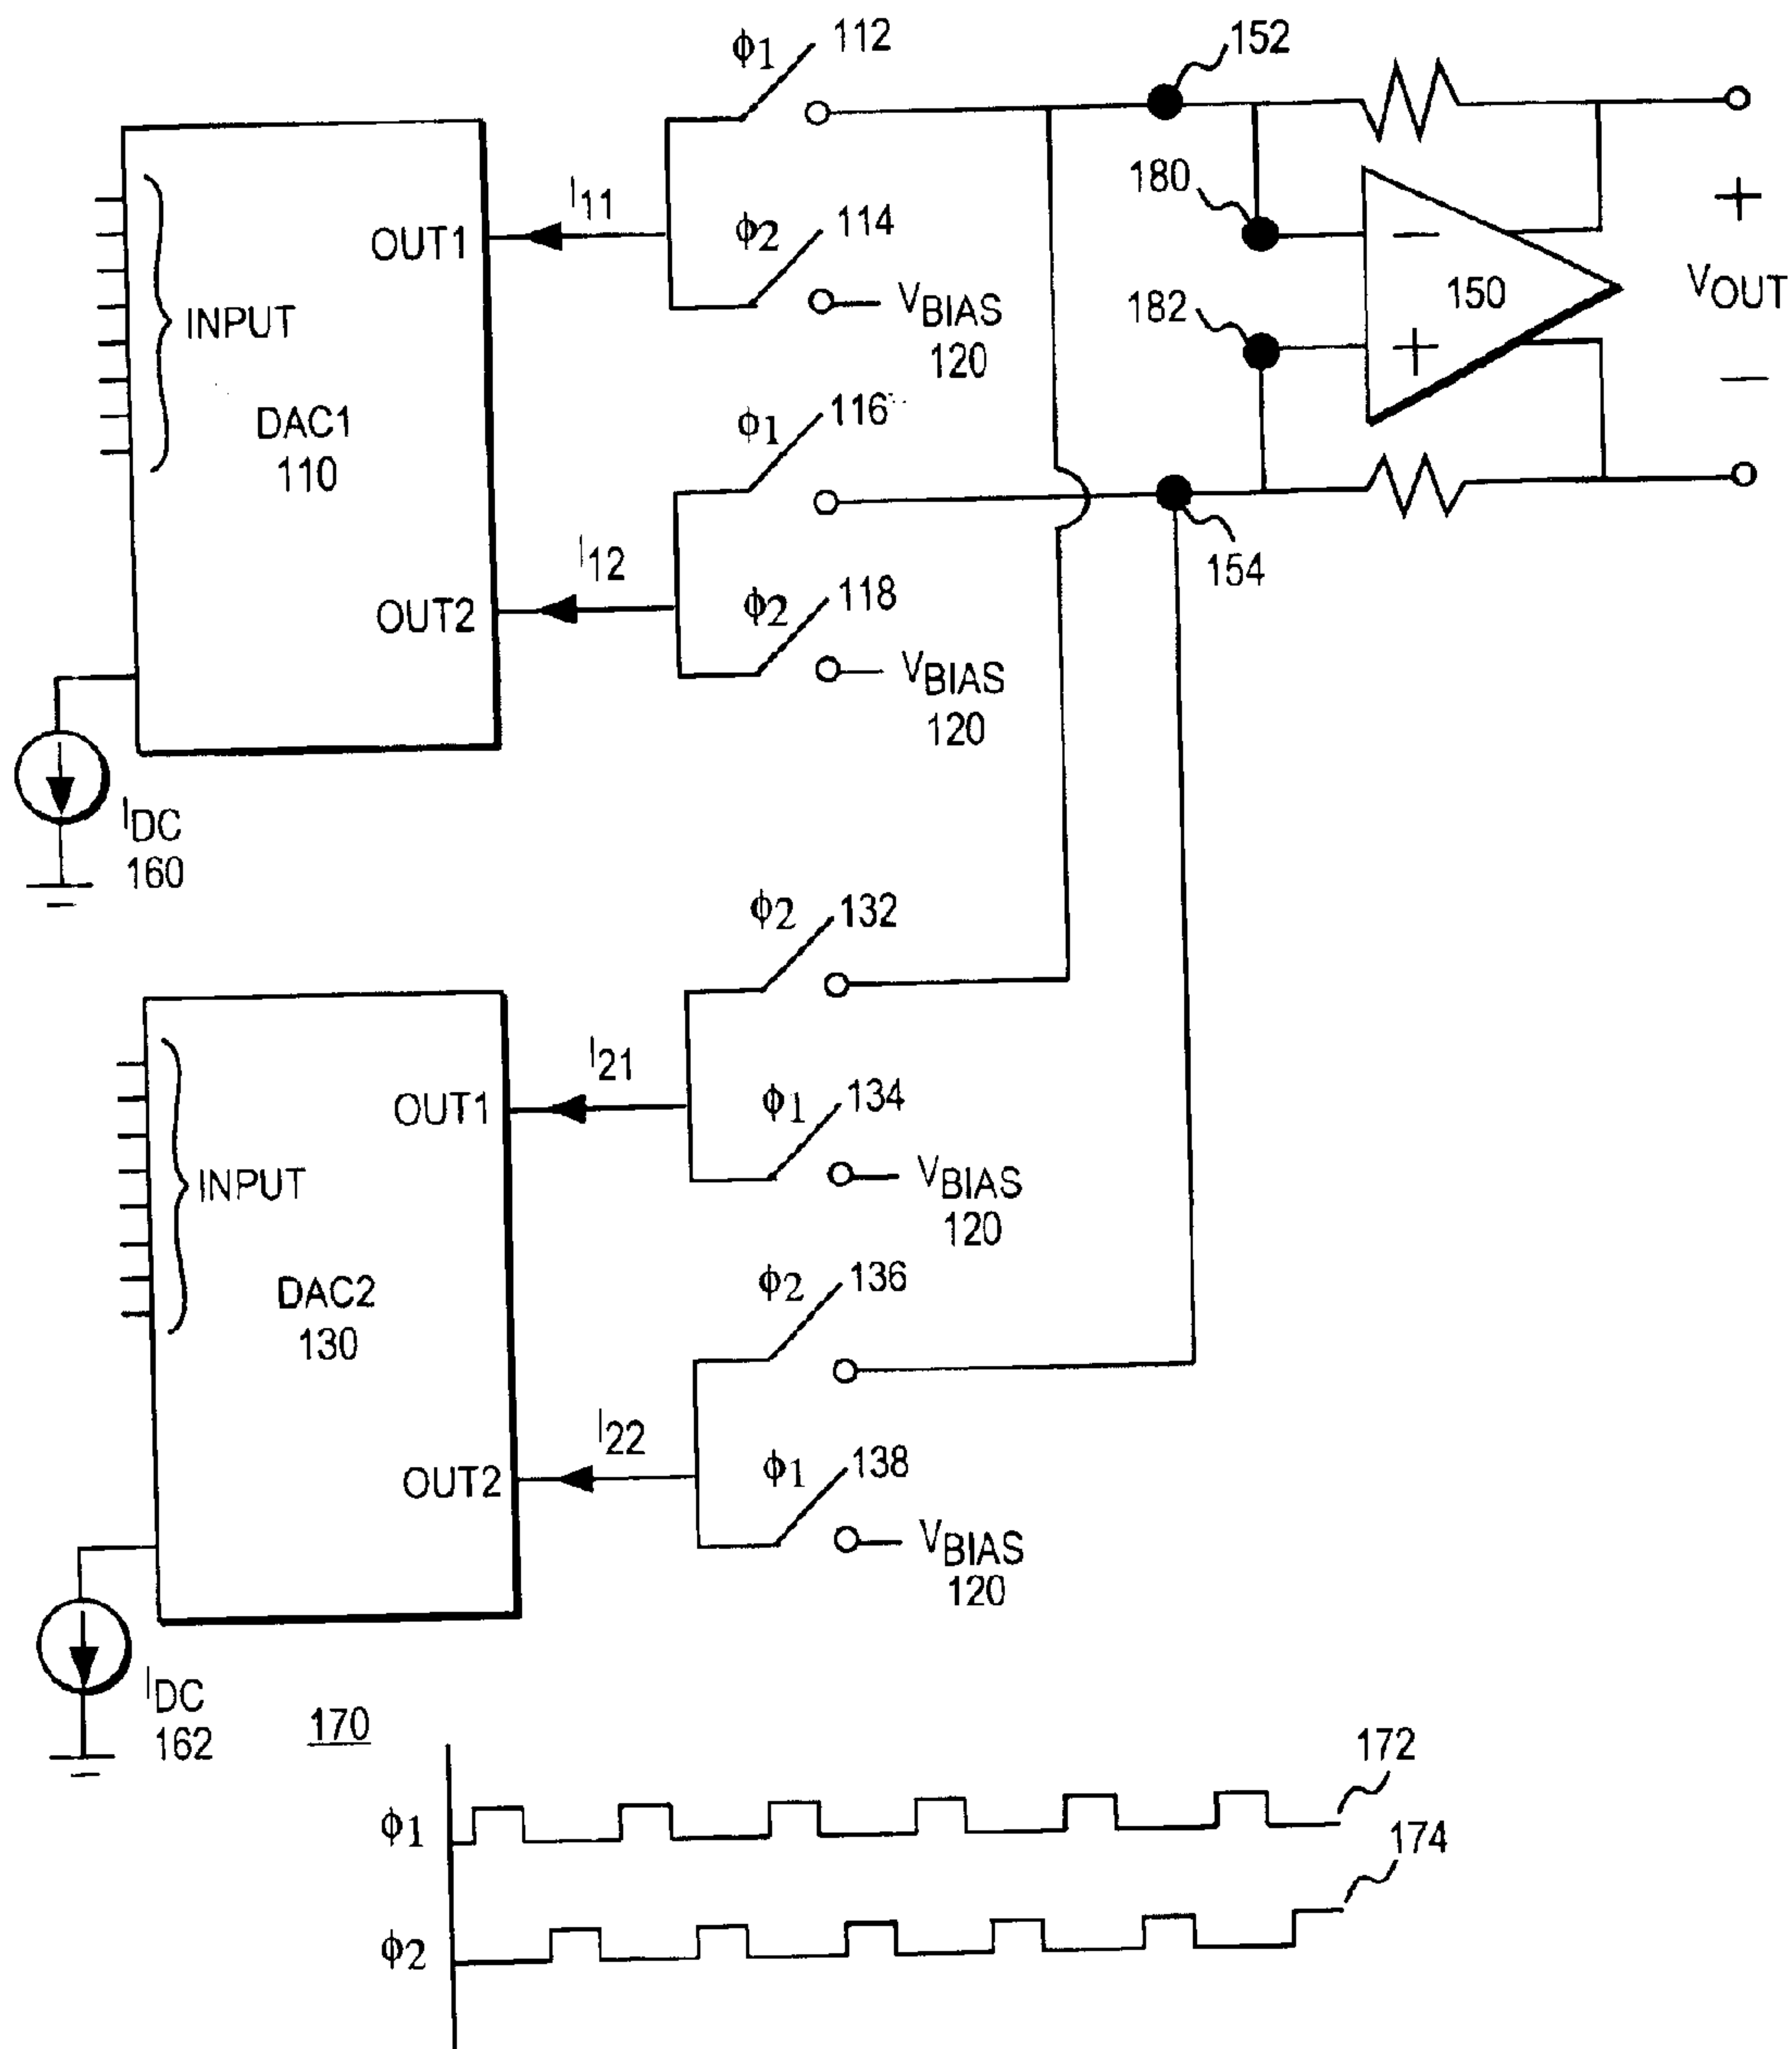 ϕ1 112
152
I11
OUT1
ϕ2 114
VBIAS
120
INPUT
DAC1
110
180
182
−
+
150
+
VOUT
−
ϕ1 116
154
I12
OUT2
ϕ2 118
VBIAS
120
IDC
160
ϕ2 132
I21
OUT1
ϕ1 134
VBIAS
120
INPUT
DAC2
130
ϕ2 136
I22
OUT2
ϕ1 138
VBIAS
120
IDC
162
170
172
ϕ1
174
ϕ2